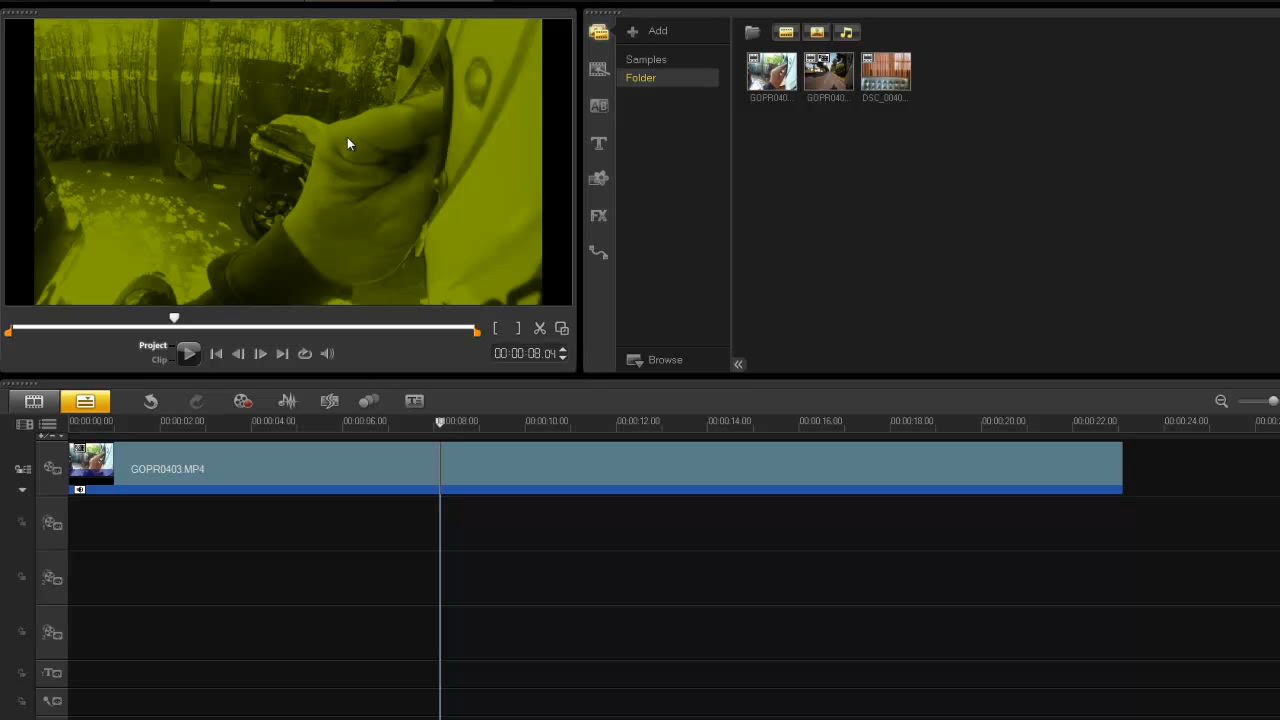 Add
Samples
Folder
GOPR040...
GOPR040...
DSC_0040...
AB
T
FX
Browse
Project
Clip
[ ]
00:00:08.04
00:00:00.00
00:00:02.00
00:00:04.00
00:00:06.00
00:00:08.00
00:00:10.00
00:00:12.00
00:00:14.00
00:00:16.00
00:00:18.00
00:00:20.00
00:00:22.00
00:00:24.00
GOPR0403.MP4